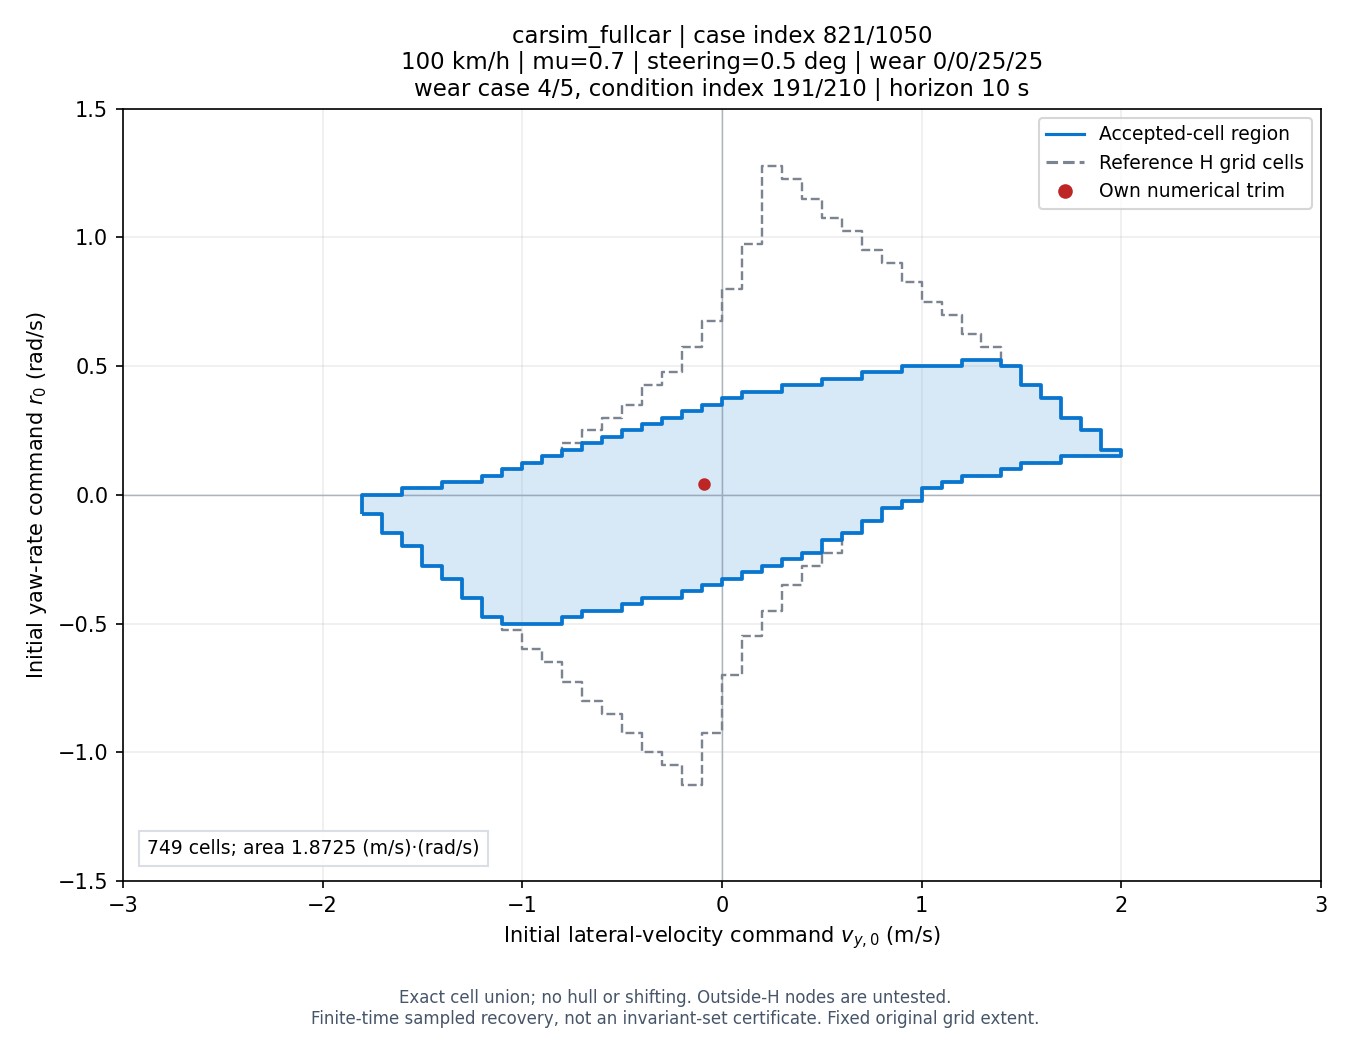 carsim_fullcar | case index 821/1050
100 km/h | mu=0.7 | steering=0.5 deg | wear 0/0/25/25
wear case 4/5, condition index 191/210 | horizon 10 s
Accepted-cell region
Reference H grid cells
Own numerical trim
1.5
1.0
0.5
0.0
−0.5
−1.0
−1.5
Initial yaw-rate command r₀ (rad/s)
749 cells; area 1.8725 (m/s)·(rad/s)
−3
−2
−1
0
1
2
3
Initial lateral-velocity command v_{y,0} (m/s)
Exact cell union; no hull or shifting. Outside-H nodes are untested.
Finite-time sampled recovery, not an invariant-set certificate. Fixed original grid extent.